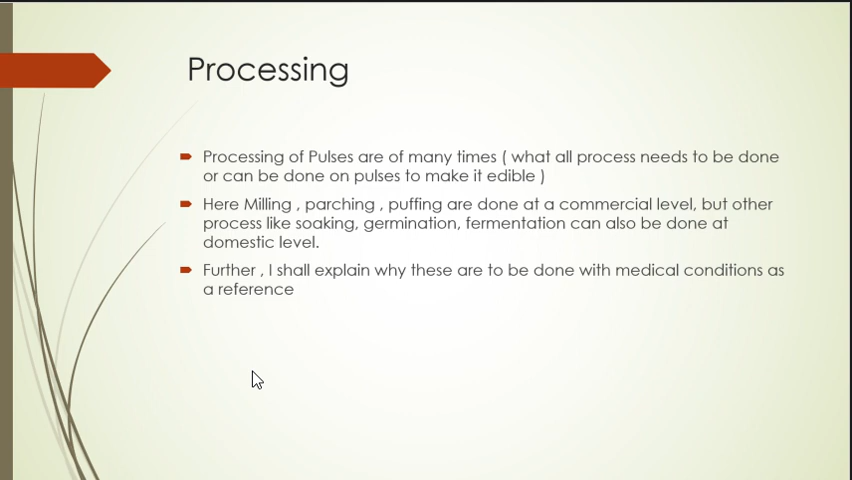 Processing
Processing of Pulses are of many times ( what all process needs to be done
or can be done on pulses to make it edible )
Here Milling , parching , puffing are done at a commercial level, but other
process like soaking, germination, fermentation can also be done at
domestic level.
Further , I shall explain why these are to be done with medical conditions as
a reference